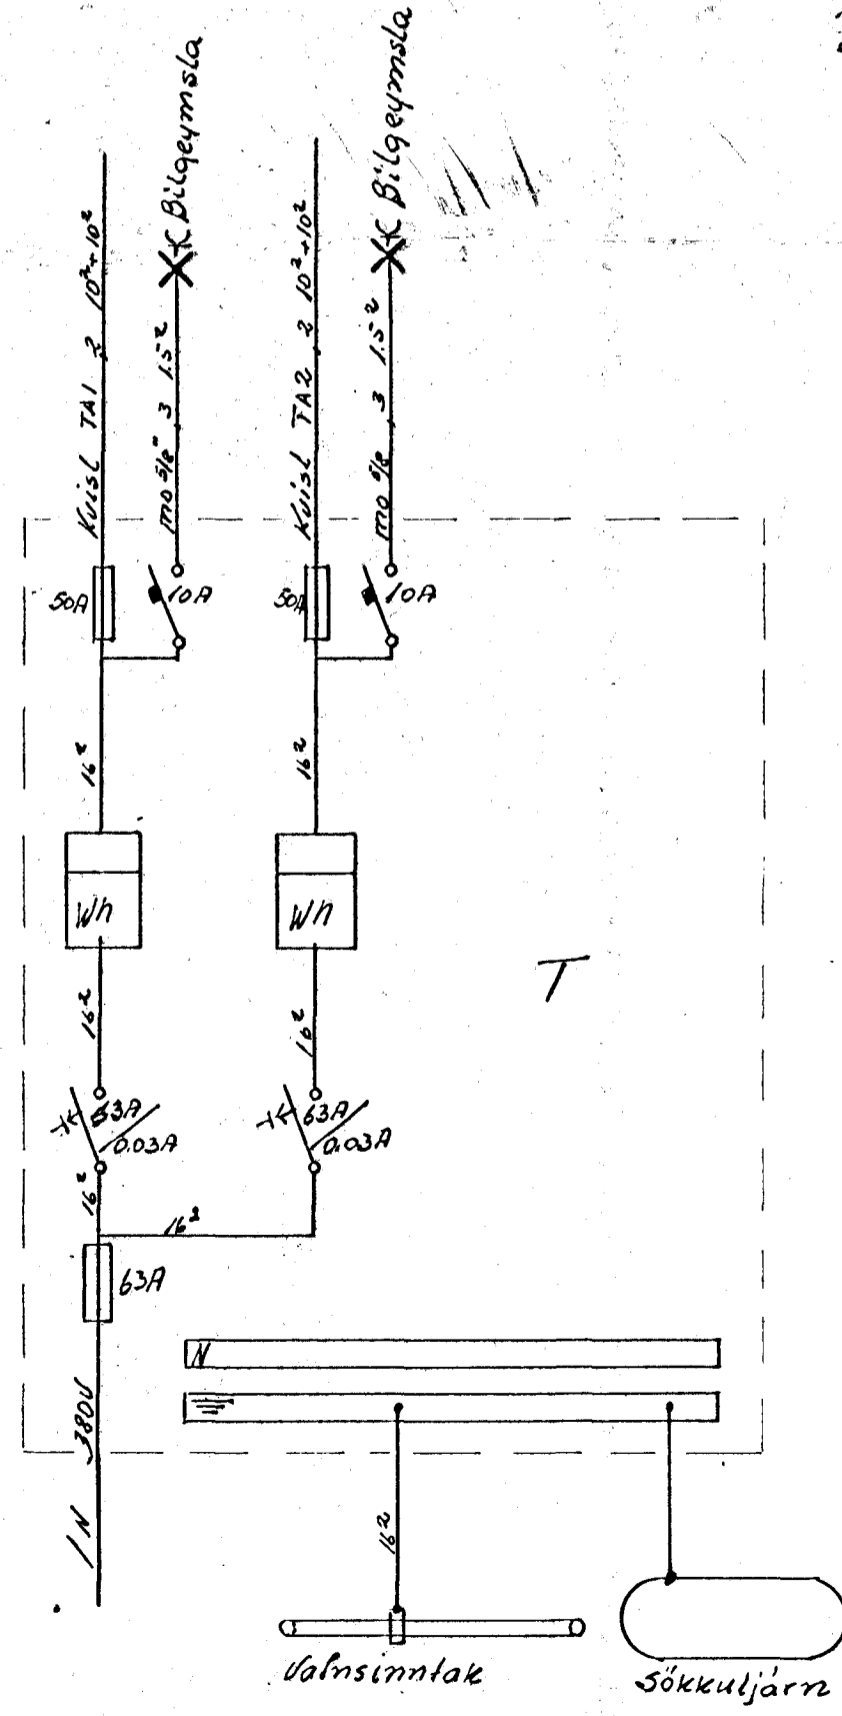 K Bílgeymsla
K Bílgeymsla
Kvísl TA1 2 10²+10²
mo 5/8" 3 1.5²
Kvísl TA2 2 10²+10²
mo 5/8 3 1.5²
50A
10A
50A
10A
16²
16²
Wh
Wh
T
16²
16²
63A
0.03A
63A
0.03A
16²
16²
63A
N
380V
1 N
16²
Vatnsinntak
Sökkuljárn